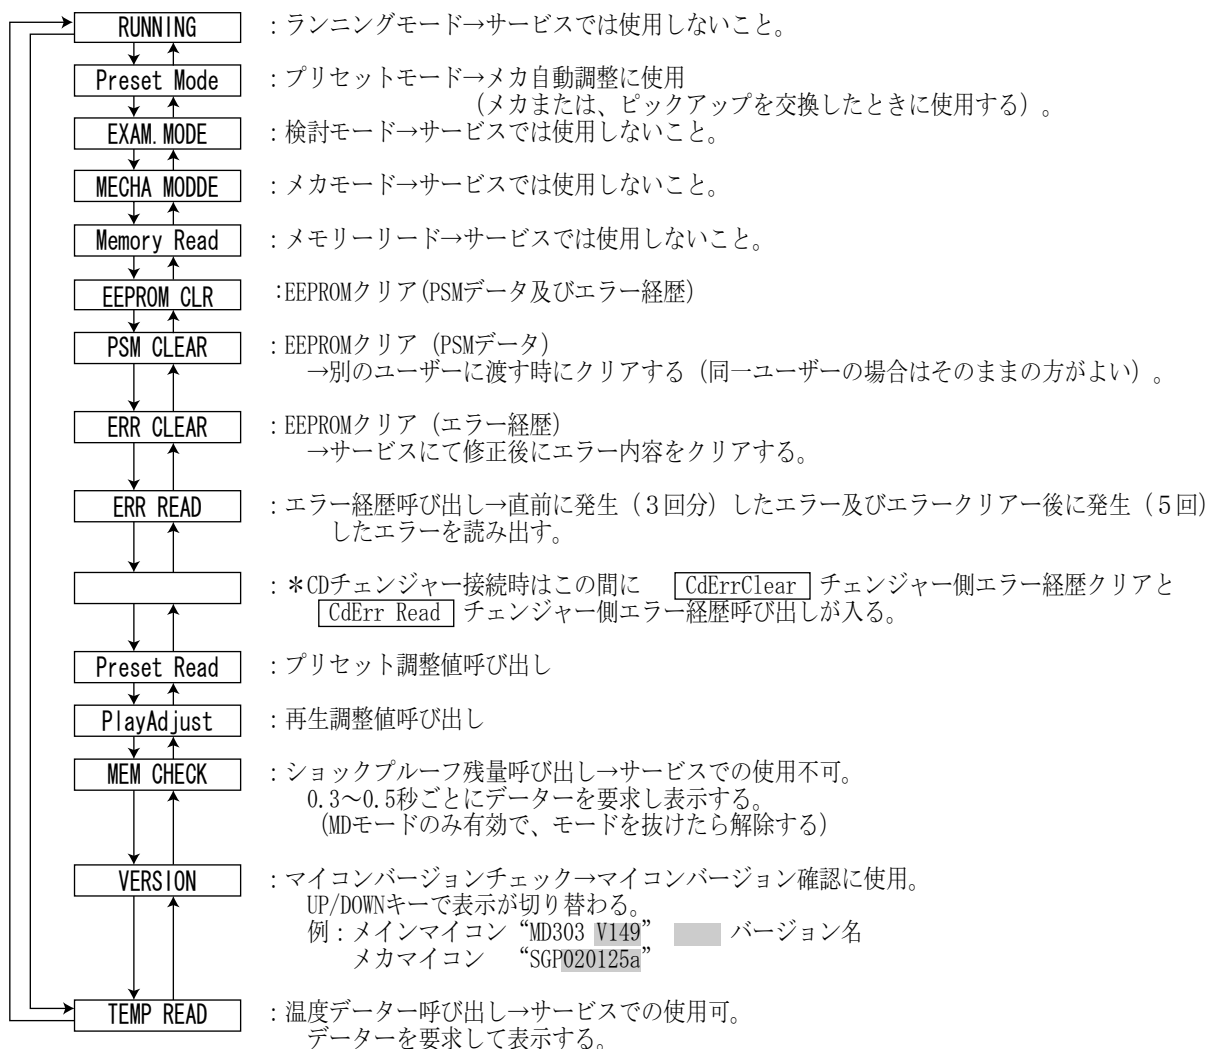 RUNNING ：ランニングモード→サービスでは使用しないこと。
Preset Mode ：プリセットモード→メカ自動調整に使用
（メカまたは、ピックアップを交換したときに使用する）。
EXAM.MODE ：検討モード→サービスでは使用しないこと。
MECHA MODDE ：メカモード→サービスでは使用しないこと。
Memory Read ：メモリーリード→サービスでは使用しないこと。
EEPROM CLR :EEPROMクリア(PSMデータ及びエラー経歴)
PSM CLEAR ：EEPROMクリア（PSMデータ）
→別のユーザーに渡す時にクリアする（同一ユーザーの場合はそのままの方がよい）。
ERR CLEAR ：EEPROMクリア（エラー経歴）
→サービスにて修正後にエラー内容をクリアする。
ERR READ ：エラー経歴呼び出し→直前に発生（３回分）したエラー及びエラークリアー後に発生（５回）
したエラーを読み出す。
：＊CDチェンジャー接続時はこの間に CdErrClear チェンジャー側エラー経歴クリアと
CdErr Read チェンジャー側エラー経歴呼び出しが入る。
Preset Read ：プリセット調整値呼び出し
PlayAdjust ：再生調整値呼び出し
MEM CHECK ：ショックプルーフ残量呼び出し→サービスでの使用不可。
0.3～0.5秒ごとにデーターを要求し表示する。
（MDモードのみ有効で、モードを抜けたら解除する）
VERSION ：マイコンバージョンチェック→マイコンバージョン確認に使用。
UP/DOWNキーで表示が切り替わる。
例：メインマイコン “MD303 V149” バージョン名
メカマイコン “SGP020125a”
TEMP READ ：温度データー呼び出し→サービスでの使用可。
データーを要求して表示する。